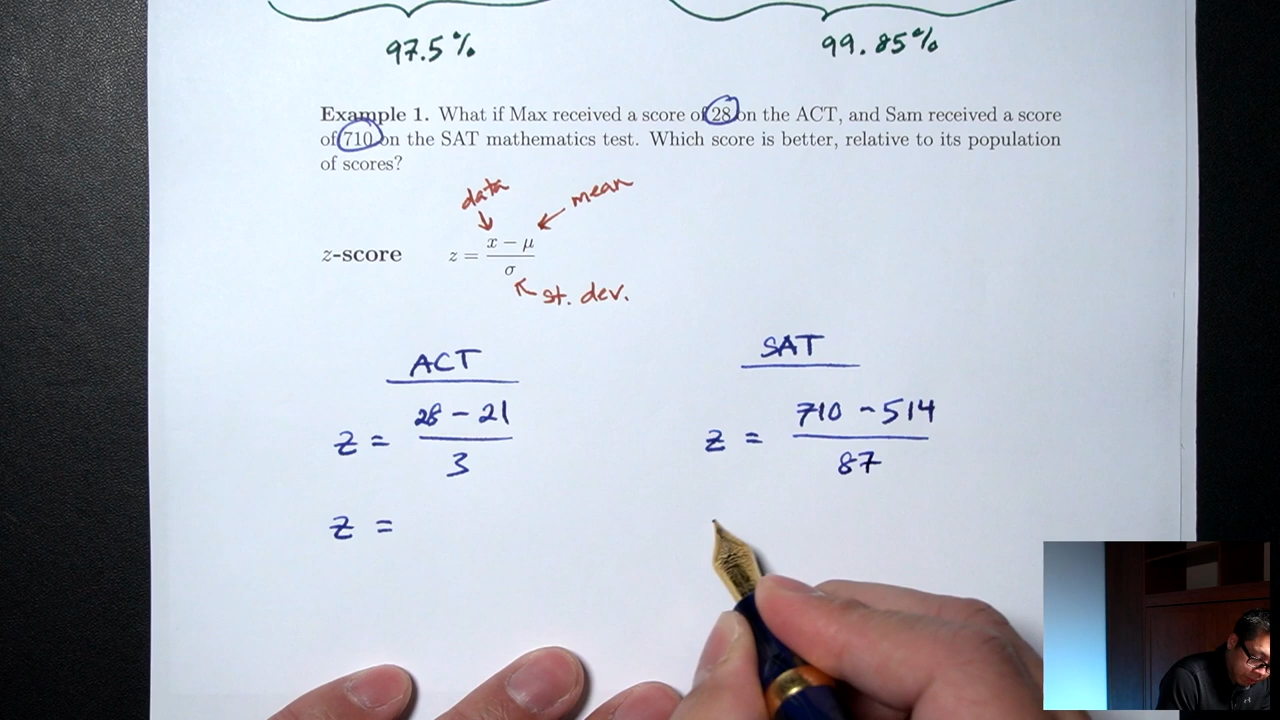 97.5% 99.85%
Example 1. What if Max received a score of 28 on the ACT, and Sam received a score
of 710 on the SAT mathematics test. Which score is better, relative to its population
of scores?
data mean
z-score z = x − μ / σ
st. dev.
ACT SAT
z = 28 − 21 / 3 z = 710 − 514 / 87
z =